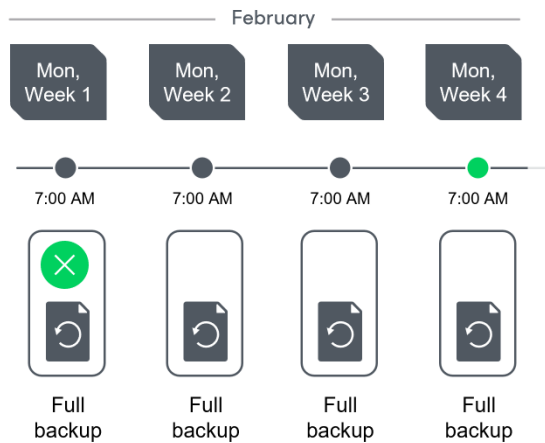 February
Mon,
Week 1
Mon,
Week 2
Mon,
Week 3
Mon,
Week 4
7:00 AM
7:00 AM
7:00 AM
7:00 AM
Full
backup
Full
backup
Full
backup
Full
backup